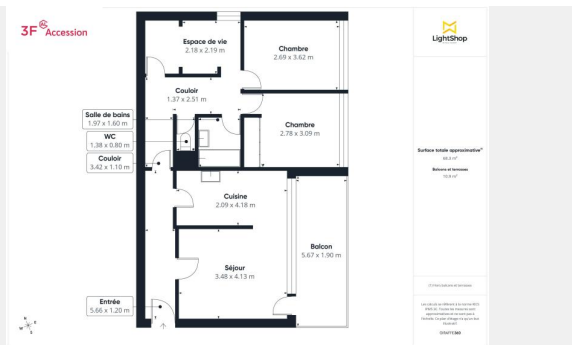 3F Accession
Espace de vie
2.18 x 2.19 m
Chambre
2.69 x 3.62 m
Couloir
1.37 x 2.51 m
Salle de bains
1.97 x 1.60 m
WC
1.38 x 0.80 m
Couloir
3.42 x 1.10 m
Chambre
2.78 x 3.09 m
Cuisine
2.09 x 4.18 m
Balcon
5.67 x 1.90 m
Séjour
3.48 x 4.13 m
Entrée
5.66 x 1.20 m
LightShop
Surface totale approximative
Balcons et terrasses
GIRAFFE360